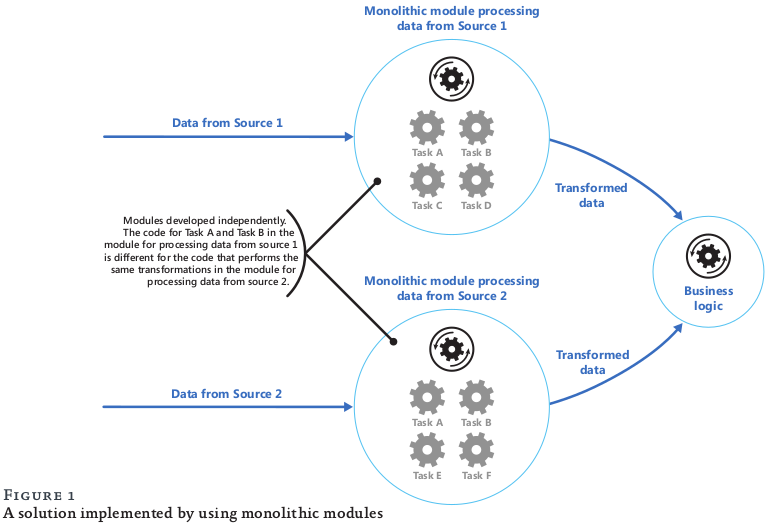 Monolithic module processing
data from Source 1
Data from Source 1
Task A
Task B
Task C
Task D
Transformed
data
Modules developed independently.
The code for Task A and Task B in the
module for processing data from source 1
is different for the code that performs the
same transformations in the module for
processing data from source 2.
Business
logic
Monolithic module processing
data from Source 2
Data from Source 2
Task A
Task B
Task E
Task F
Transformed
data
Figure 1
A solution implemented by using monolithic modules